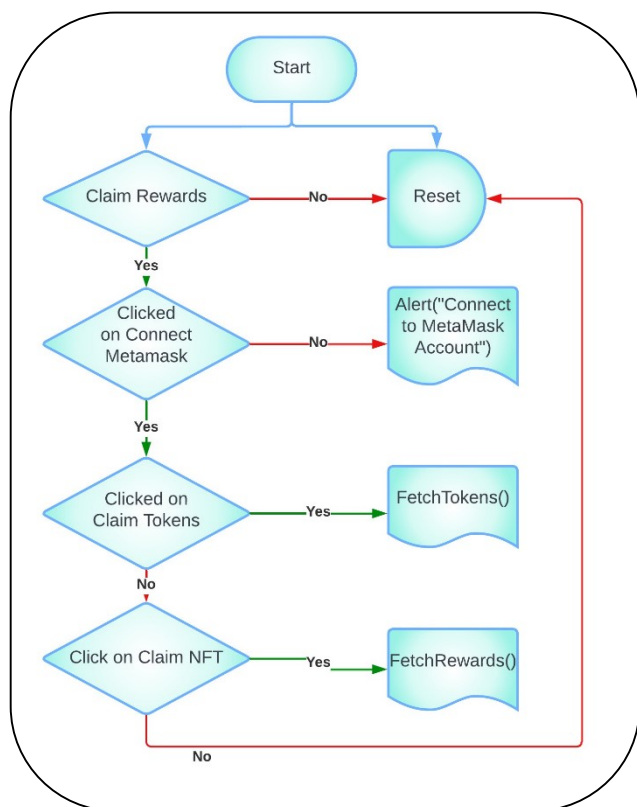 Start
Claim Rewards
No
Reset
Yes
Clicked
on Connect
Metamask
No
Alert("Connect
to MetaMask
Account")
Yes
Clicked on
Claim Tokens
Yes
FetchTokens()
No
Click on Claim NFT
Yes
FetchRewards()
No